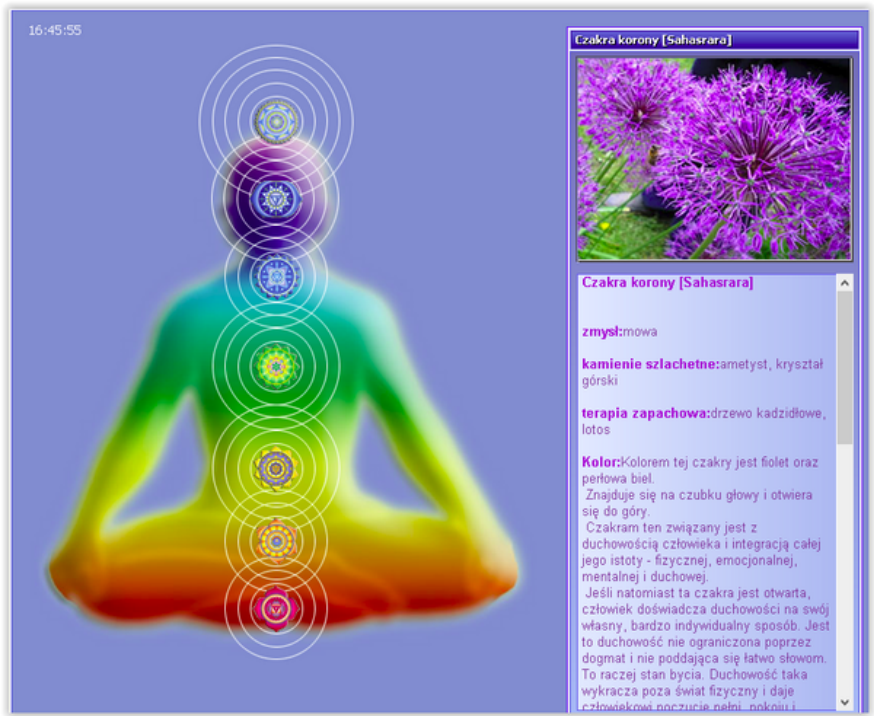 16:45:55
Czakra korony [Sahasrara]
Czakra korony [Sahasrara]
zmysł:mowa
kamienie szlachetne:ametyst, kryształ
górski
terapia zapachowa:drzewo kadzidłowe,
lotos
Kolor:Kolorem tej czakry jest fiolet oraz
perłowa biel.
Znajduje się na czubku głowy i otwiera
się do góry.
Czakram ten związany jest z
duchowością człowieka i integracją całej
jego istoty - fizycznej, emocjonalnej,
mentalnej i duchowej.
Jeśli natomiast ta czakra jest otwarta,
człowiek doświadcza duchowości na swój
własny, bardzo indywidualny sposób. Jest
to duchowość nie ograniczona poprzez
dogmat i nie poddająca się łatwo słowom.
To raczej stan bycia. Duchowość taka
wykracza poza świat fizyczny i daje
człowiekowi poczucie pełni, pokoju i